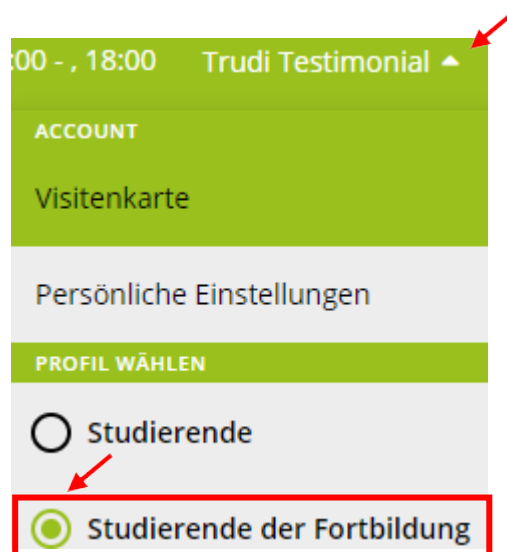 :00 - , 18:00 Trudi Testimonial
ACCOUNT
Visitenkarte
Persönliche Einstellungen
PROFIL WÄHLEN
Studierende
Studierende der Fortbildung